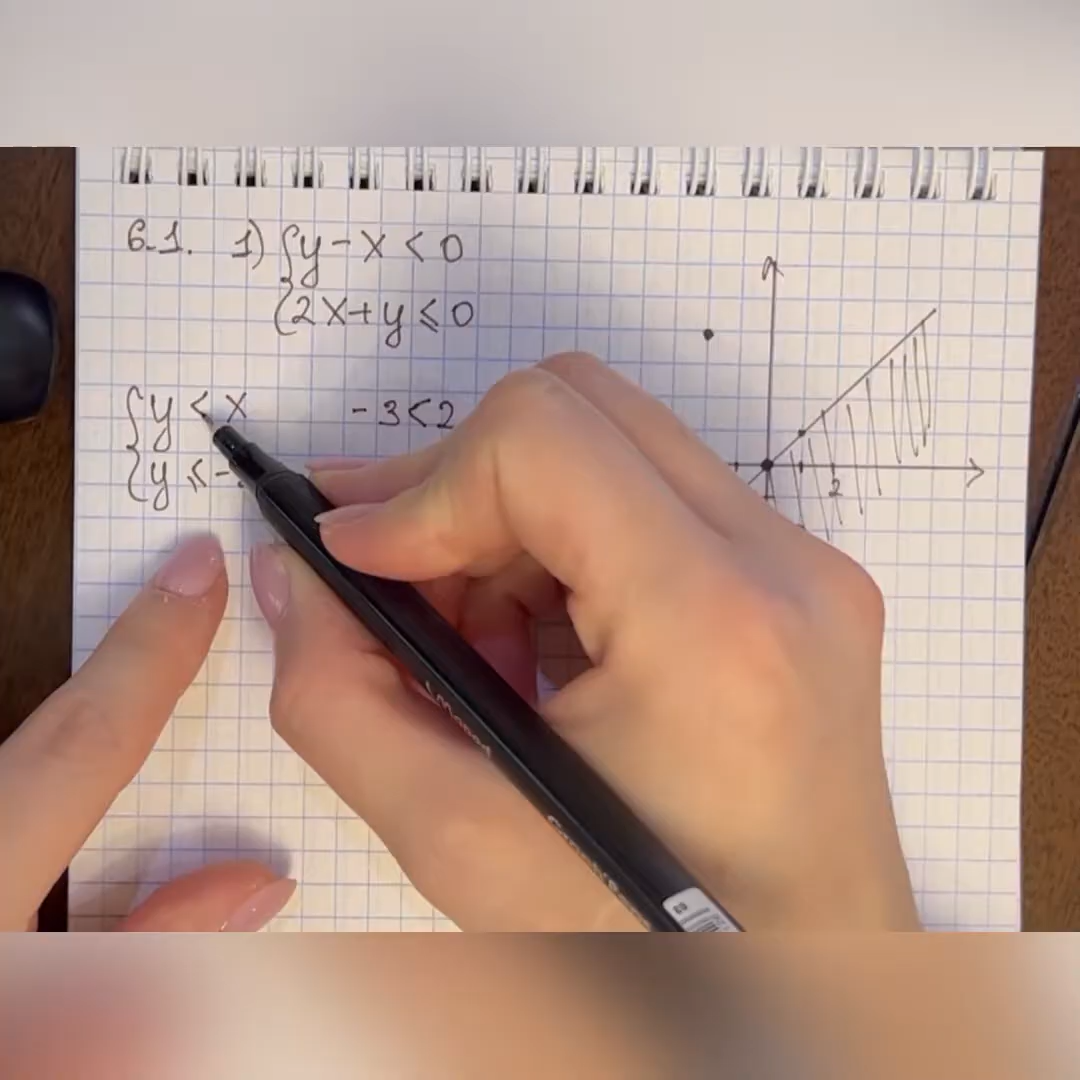 6.1. 1) {y - x < 0
{2x + y ⩽ 0
{y < x - 3 < 2
{y ⩽ -
2